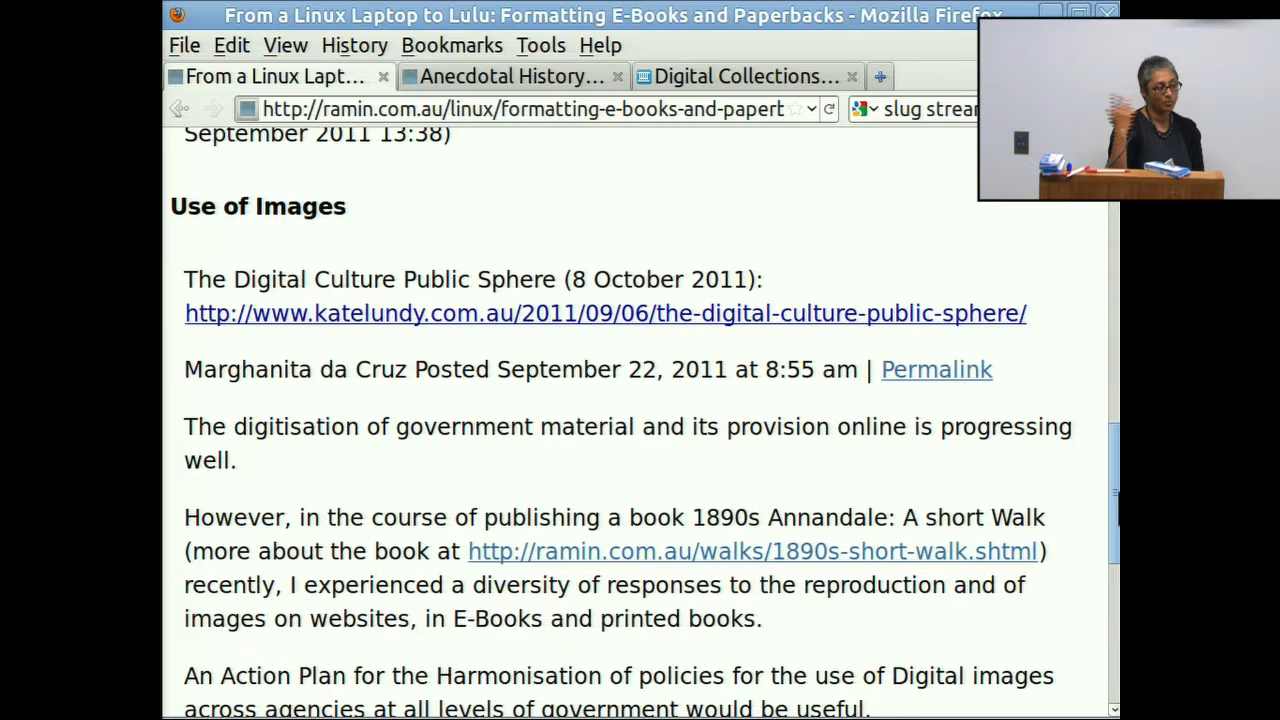 From a Linux Laptop to Lulu: Formatting E-Books and Paperbacks - Mozilla Firefox
File Edit View History Bookmarks Tools Help
From a Linux Lapt... Anecdotal History... Digital Collections...
http://ramin.com.au/linux/formatting-e-books-and-papert slug strean
September 2011 13:38)
Use of Images
The Digital Culture Public Sphere (8 October 2011):
http://www.katelundy.com.au/2011/09/06/the-digital-culture-public-sphere/
Marghanita da Cruz Posted September 22, 2011 at 8:55 am | Permalink
The digitisation of government material and its provision online is progressing
well.
However, in the course of publishing a book 1890s Annandale: A short Walk
(more about the book at http://ramin.com.au/walks/1890s-short-walk.shtml)
recently, I experienced a diversity of responses to the reproduction and of
images on websites, in E-Books and printed books.
An Action Plan for the Harmonisation of policies for the use of Digital images
across agencies at all levels of government would be useful.